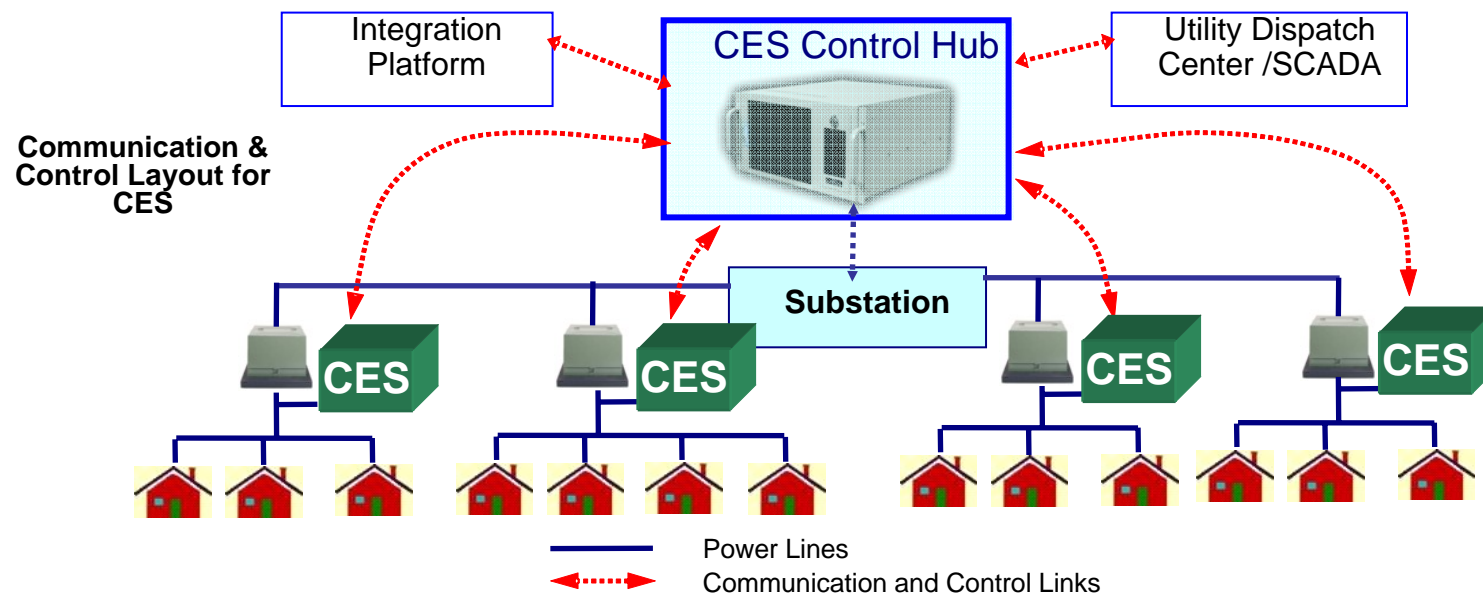 Integration
Platform
CES Control Hub
Utility Dispatch
Center /SCADA
Communication &
Control Layout for
CES
Substation
CES
CES
CES
CES
Power Lines
Communication and Control Links